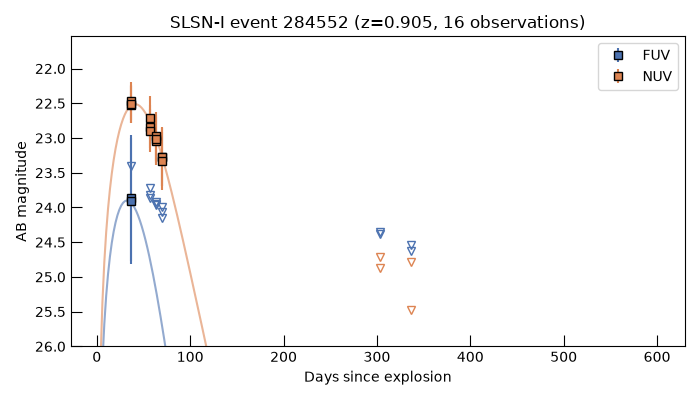 SLSN-I event 284552 (z=0.905, 16 observations)
FUV
NUV
AB magnitude
22.0
22.5
23.0
23.5
24.0
24.5
25.0
25.5
26.0
0 100 200 300 400 500 600
Days since explosion